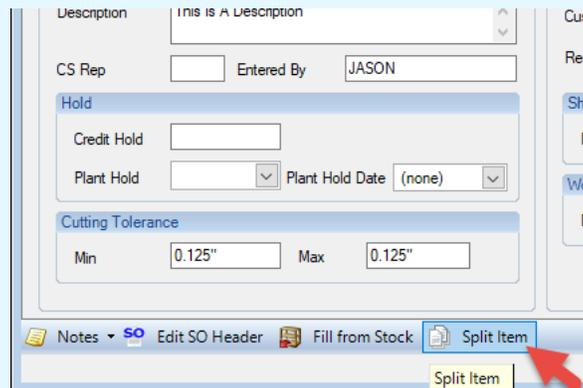 Description This Is A Description
CS Rep Entered By JASON
Hold
Credit Hold
Plant Hold Plant Hold Date (none)
Cutting Tolerance
Min 0.125" Max 0.125"
Notes SO Edit SO Header Fill from Stock Split Item
Split Item